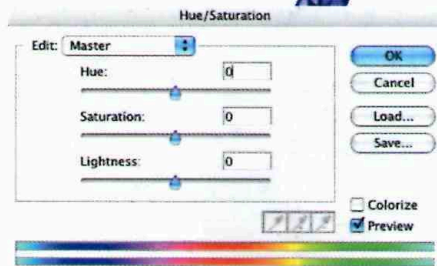 Hue/Saturation
Edit: Master
OK
Hue: 0
Cancel
Saturation: 0
Load...
Save...
Lightness: 0
Colorize
Preview